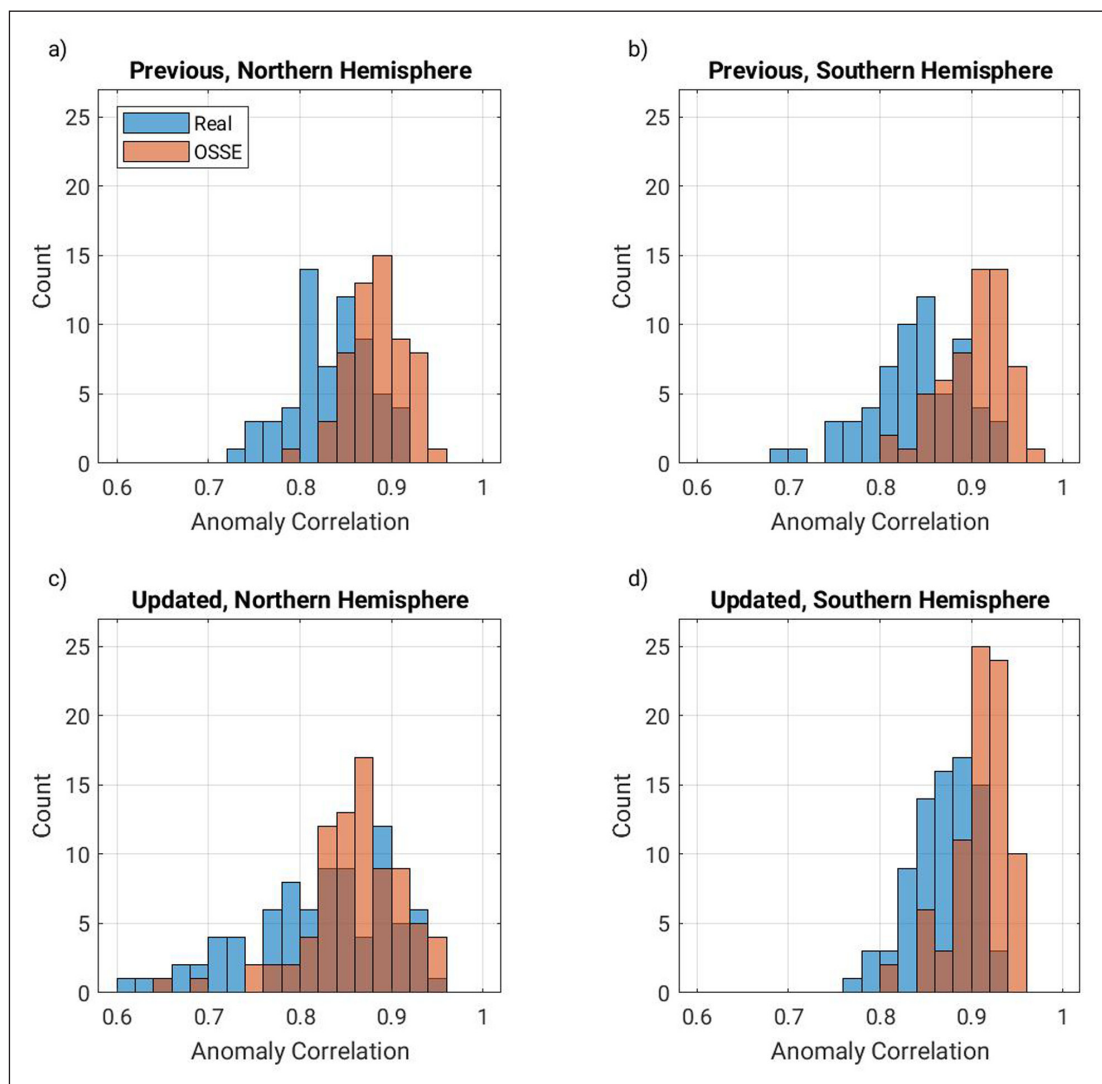 a)
Previous, Northern Hemisphere
Real
OSSE
25
20
15
10
5
0
Count
0.6 0.7 0.8 0.9 1
Anomaly Correlation
b)
Previous, Southern Hemisphere
25
20
15
10
5
0
Count
0.6 0.7 0.8 0.9 1
Anomaly Correlation
c)
Updated, Northern Hemisphere
25
20
15
10
5
0
Count
0.6 0.7 0.8 0.9 1
Anomaly Correlation
d)
Updated, Southern Hemisphere
25
20
15
10
5
0
Count
0.6 0.7 0.8 0.9 1
Anomaly Correlation